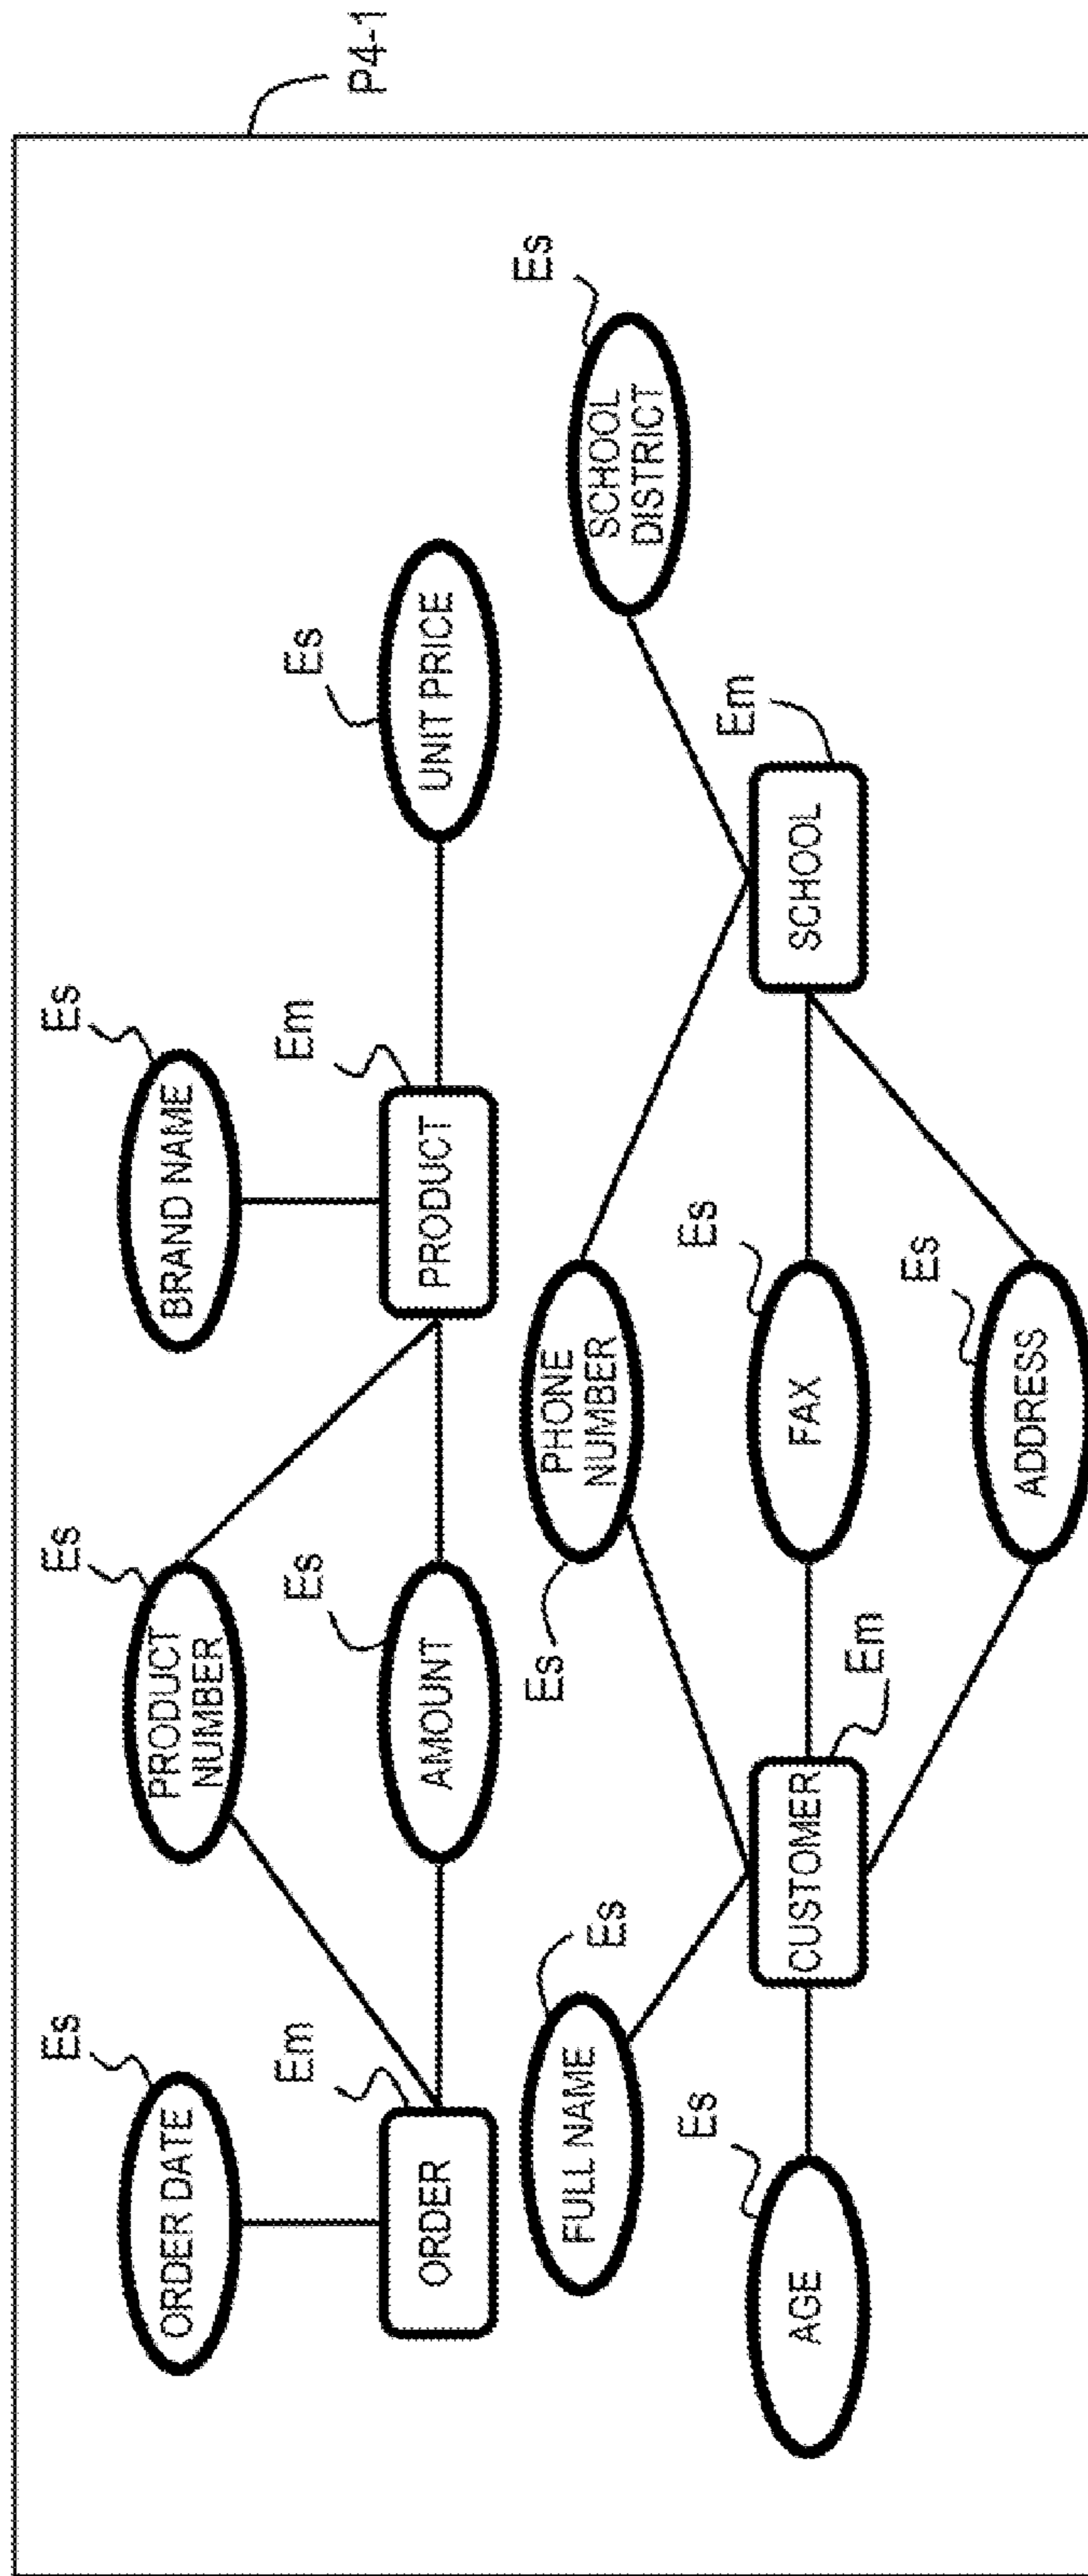 P4-1
Es
ORDER DATE
Es
PRODUCT
NUMBER
Es
BRAND NAME
Em
ORDER
Es
AMOUNT
Em
PRODUCT
Es
UNIT PRICE
Es
FULL NAME
Es
PHONE
NUMBER
Es
SCHOOL
DISTRICT
Es
AGE
Em
CUSTOMER
Es
FAX
Em
SCHOOL
Es
ADDRESS